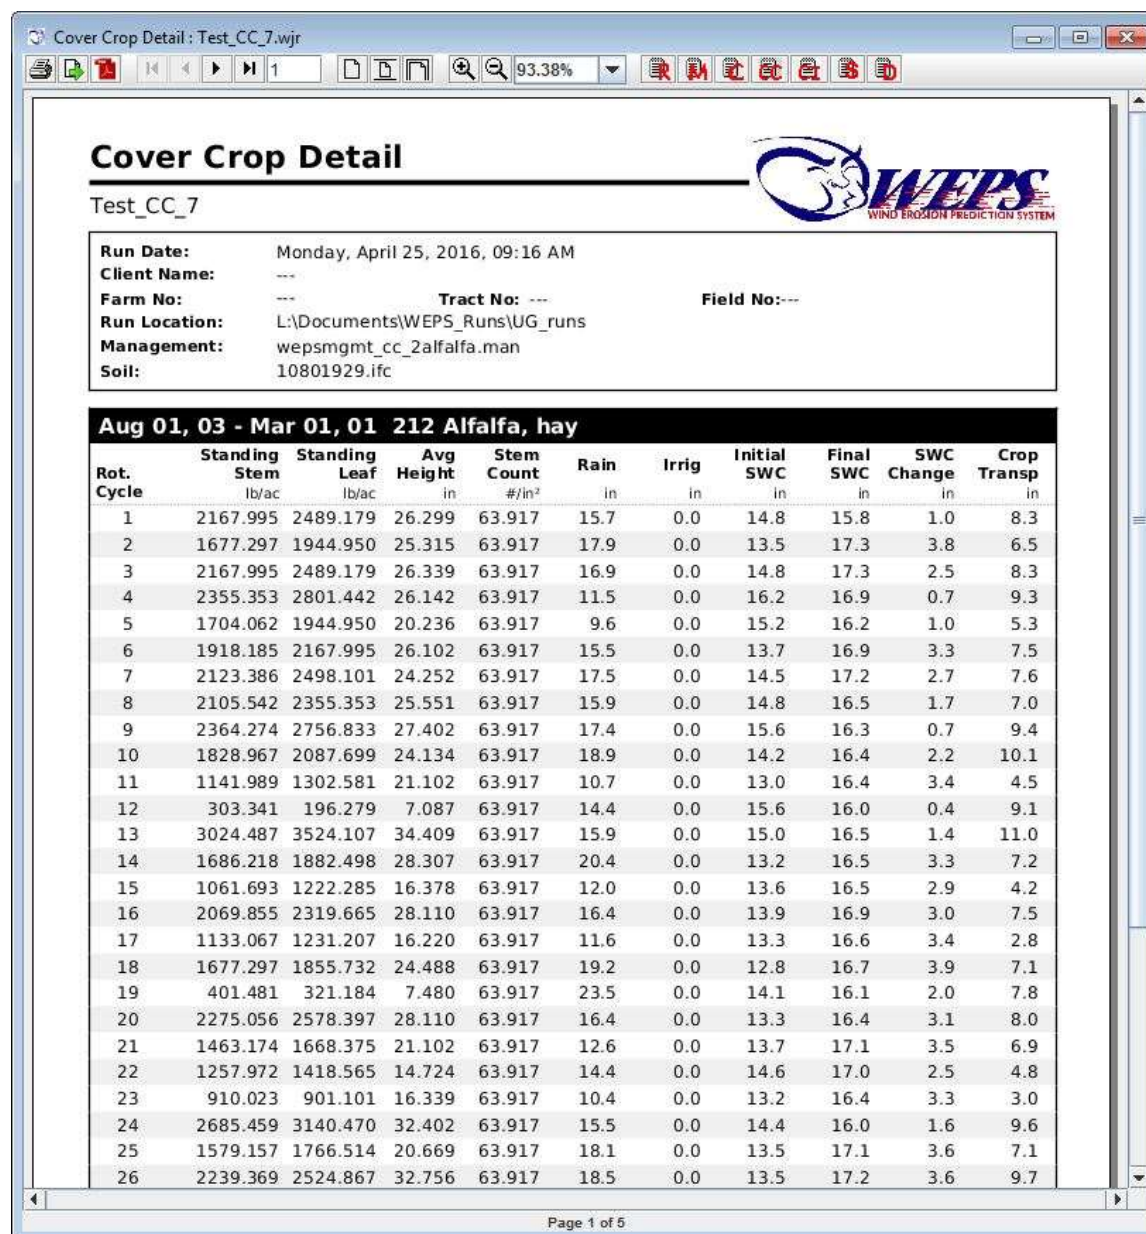 Cover Crop Detail : Test_CC_7.wjr
1 93.38% R M C CC CI S D
Cover Crop Detail
WEPS
WIND EROSION PREDICTION SYSTEM
Test_CC_7
Run Date: Monday, April 25, 2016, 09:16 AM
Client Name: ---
Farm No: --- Tract No: --- Field No:---
Run Location: L:\Documents\WEPS_Runs\UG_runs
Management: wepsmgmt_cc_2alfalfa.man
Soil: 10801929.ifc
Aug 01, 03 - Mar 01, 01 212 Alfalfa, hay
Standing Standing Avg Stem Initial Final SWC Crop
Rot. Stem Leaf Height Count Rain Irrig SWC SWC Change Transp
Cycle lb/ac lb/ac in #/in² in in in in in in
1 2167.995 2489.179 26.299 63.917 15.7 0.0 14.8 15.8 1.0 8.3
2 1677.297 1944.950 25.315 63.917 17.9 0.0 13.5 17.3 3.8 6.5
3 2167.995 2489.179 26.339 63.917 16.9 0.0 14.8 17.3 2.5 8.3
4 2355.353 2801.442 26.142 63.917 11.5 0.0 16.2 16.9 0.7 9.3
5 1704.062 1944.950 20.236 63.917 9.6 0.0 15.2 16.2 1.0 5.3
6 1918.185 2167.995 26.102 63.917 15.5 0.0 13.7 16.9 3.3 7.5
7 2123.386 2498.101 24.252 63.917 17.5 0.0 14.5 17.2 2.7 7.6
8 2105.542 2355.353 25.551 63.917 15.9 0.0 14.8 16.5 1.7 7.0
9 2364.274 2756.833 27.402 63.917 17.4 0.0 15.6 16.3 0.7 9.4
10 1828.967 2087.699 24.134 63.917 18.9 0.0 14.2 16.4 2.2 10.1
11 1141.989 1302.581 21.102 63.917 10.7 0.0 13.0 16.4 3.4 4.5
12 303.341 196.279 7.087 63.917 14.4 0.0 15.6 16.0 0.4 9.1
13 3024.487 3524.107 34.409 63.917 15.9 0.0 15.0 16.5 1.4 11.0
14 1686.218 1882.498 28.307 63.917 20.4 0.0 13.2 16.5 3.3 7.2
15 1061.693 1222.285 16.378 63.917 12.0 0.0 13.6 16.5 2.9 4.2
16 2069.855 2319.665 28.110 63.917 16.4 0.0 13.9 16.9 3.0 7.5
17 1133.067 1231.207 16.220 63.917 11.6 0.0 13.3 16.6 3.4 2.8
18 1677.297 1855.732 24.488 63.917 19.2 0.0 12.8 16.7 3.9 7.1
19 401.481 321.184 7.480 63.917 23.5 0.0 14.1 16.1 2.0 7.8
20 2275.056 2578.397 28.110 63.917 16.4 0.0 13.3 16.4 3.1 8.0
21 1463.174 1668.375 21.102 63.917 12.6 0.0 13.7 17.1 3.5 6.9
22 1257.972 1418.565 14.724 63.917 14.4 0.0 14.6 17.0 2.5 4.8
23 910.023 901.101 16.339 63.917 10.4 0.0 13.2 16.4 3.3 3.0
24 2685.459 3140.470 32.402 63.917 15.5 0.0 14.4 16.0 1.6 9.6
25 1579.157 1766.514 20.669 63.917 18.1 0.0 13.5 17.1 3.6 7.1
26 2239.369 2524.867 32.756 63.917 18.5 0.0 13.5 17.2 3.6 9.7
Page 1 of 5